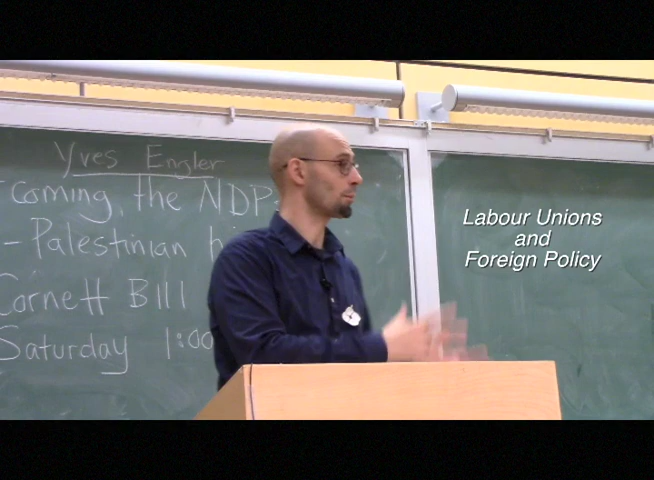 Yves Engler
coming, the NDP
- Palestinian
Cornett Bill
Saturday 1:00
Labour Unions
and
Foreign Policy